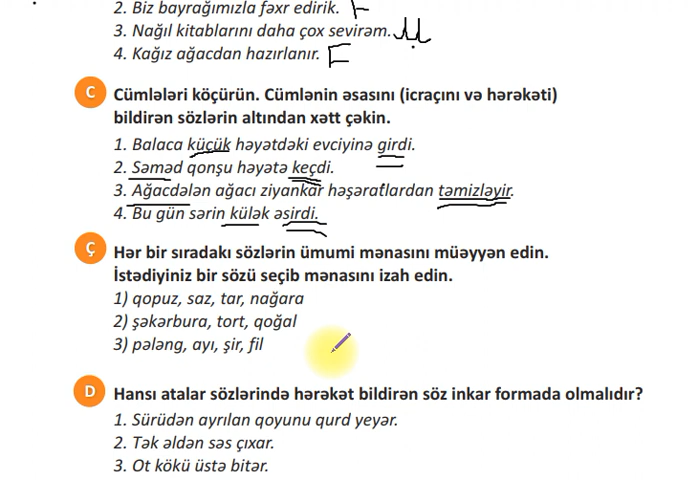 2. Biz bayrağımızla fəxr edirik. F
3. Nağıl kitablarını daha çox sevirəm.
4. Kağız ağacdan hazırlanır. F
C Cümlələri köçürün. Cümlənin əsasını (icraçını və hərəkəti)
bildirən sözlərin altından xətt çəkin.
1. Balaca küçük həyətdəki evciyinə girdi.
2. Səməd qonşu həyətə keçdi.
3. Ağacdələn ağacı ziyankar həşəratlardan təmizləyir.
4. Bu gün sərin külək əsirdi.
Ç Hər bir sıradakı sözlərin ümumi mənasını müəyyən edin.
İstədiyiniz bir sözü seçib mənasını izah edin.
1) qopuz, saz, tar, nağara
2) şəkərbura, tort, qoğal
3) pələng, ayı, şir, fil
D Hansı atalar sözlərində hərəkət bildirən söz inkar formada olmalıdır?
1. Sürüdən ayrılan qoyunu qurd yeyər.
2. Tək əldən səs çıxar.
3. Ot kökü üstə bitər.